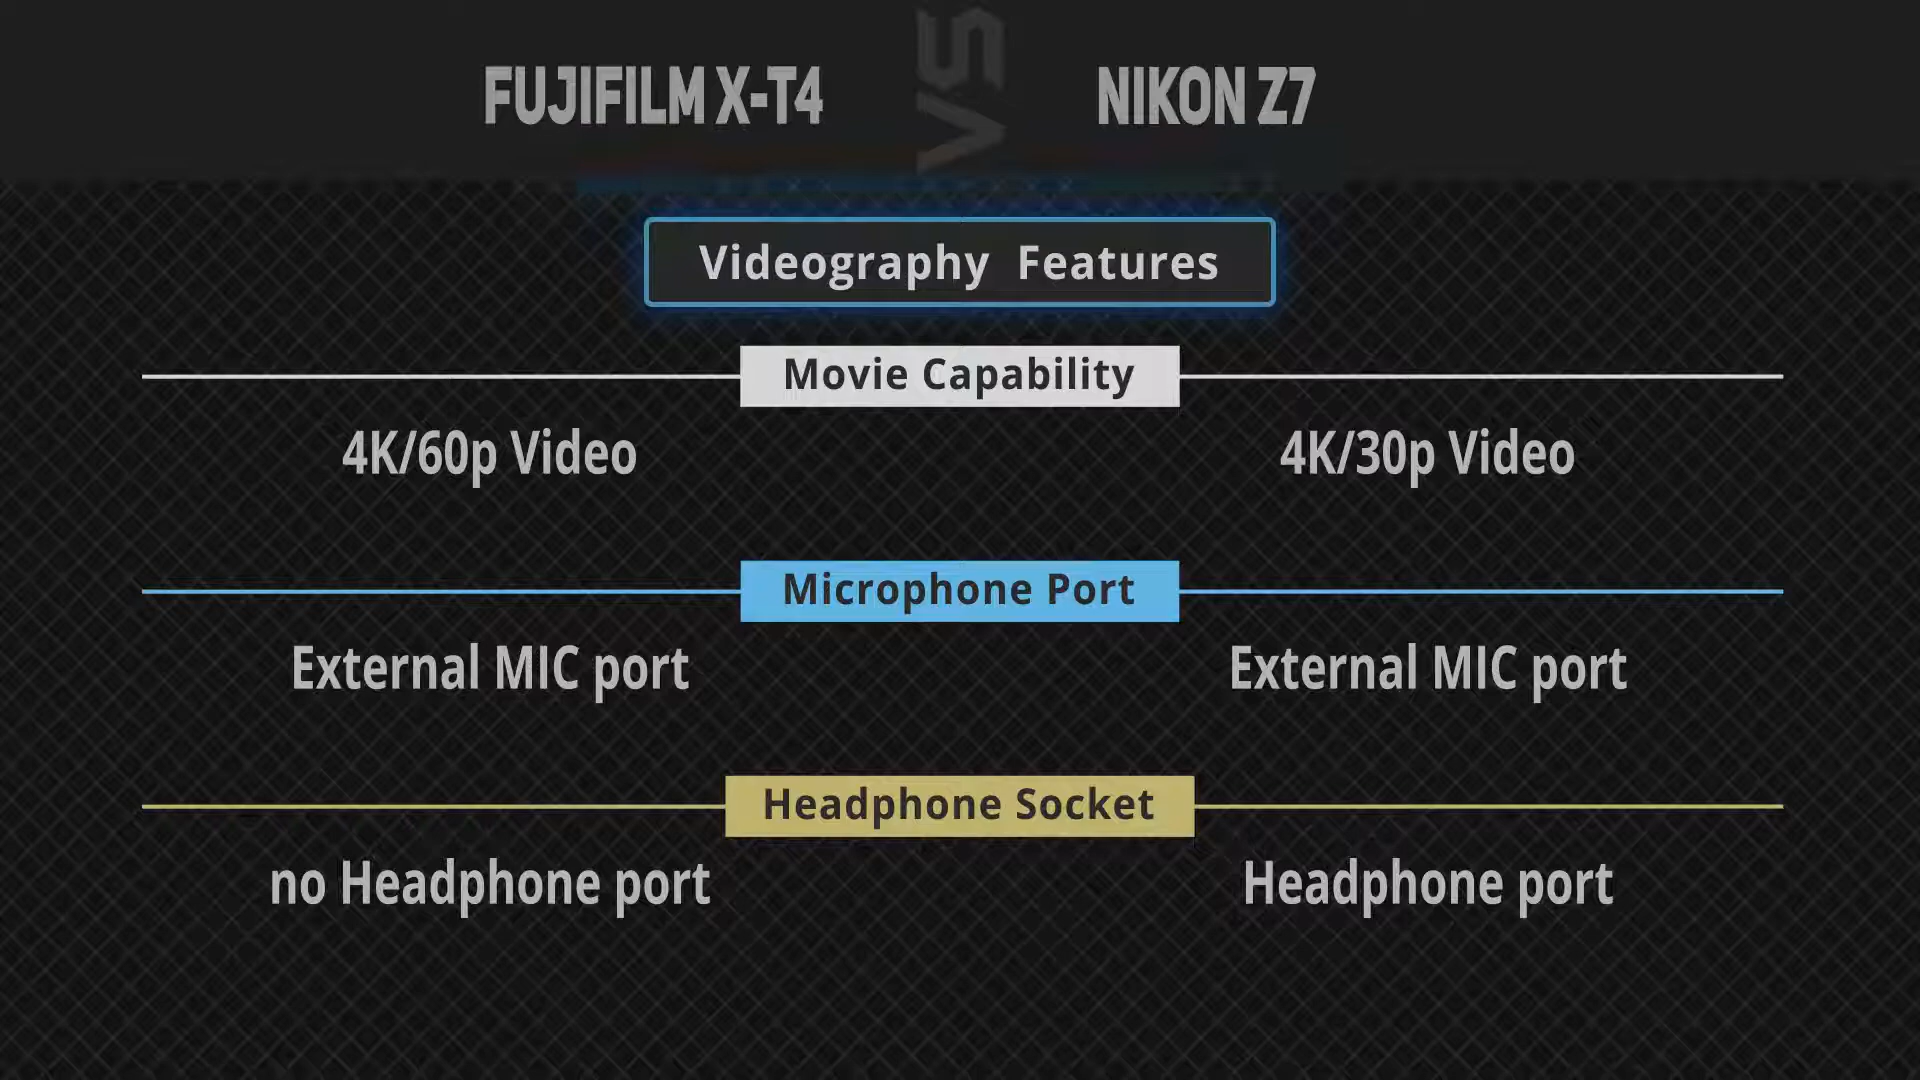 FUJIFILM X-T4
VS
NIKON Z7
Videography Features
Movie Capability
4K/60p Video
4K/30p Video
Microphone Port
External MIC port
External MIC port
Headphone Socket
no Headphone port
Headphone port